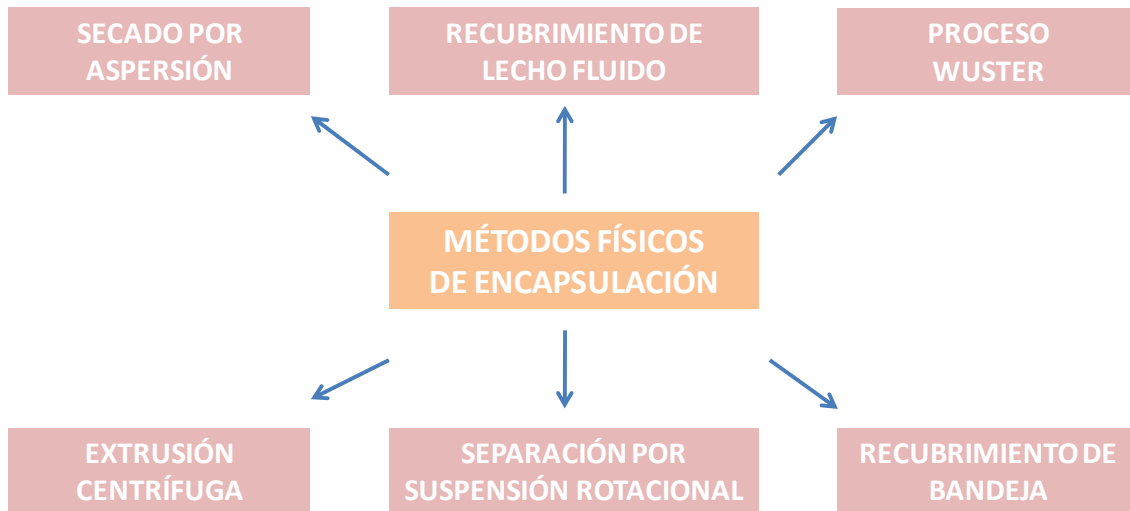 SECADO POR
ASPERSIÓN
RECUBRIMIENTO DE
LECHO FLUIDO
PROCESO
WUSTER
MÉTODOS FÍSICOS
DE ENCAPSULACIÓN
EXTRUSIÓN
CENTRÍFUGA
SEPARACIÓN POR
SUSPENSIÓN ROTACIONAL
RECUBRIMIENTO DE
BANDEJA